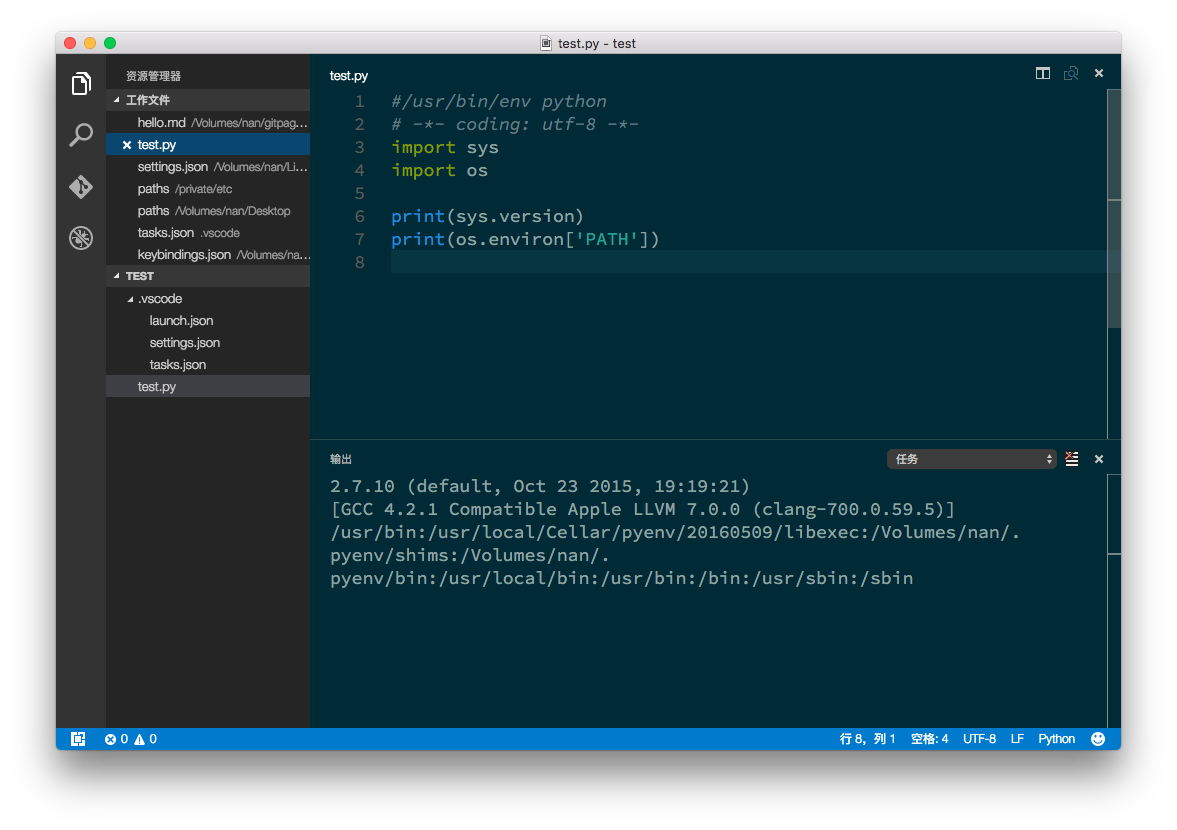 test.py - test
资源管理器
工作文件
hello.md /Volumes/nan/gitpag...
test.py
settings.json /Volumes/nan/Li...
paths /private/etc
paths /Volumes/nan/Desktop
tasks.json .vscode
keybindings.json /Volumes/na...
TEST
.vscode
launch.json
settings.json
tasks.json
test.py
test.py
1 #/usr/bin/env python
2 # -*- coding: utf-8 -*-
3 import sys
4 import os
5
6 print(sys.version)
7 print(os.environ['PATH'])
8
输出 任务
2.7.10 (default, Oct 23 2015, 19:19:21)
[GCC 4.2.1 Compatible Apple LLVM 7.0.0 (clang-700.0.59.5)]
/usr/bin:/usr/local/Cellar/pyenv/20160509/libexec:/Volumes/nan/.
pyenv/shims:/Volumes/nan/.
pyenv/bin:/usr/local/bin:/usr/bin:/bin:/usr/sbin:/sbin
0 0 行 8，列 1 空格: 4 UTF-8 LF Python